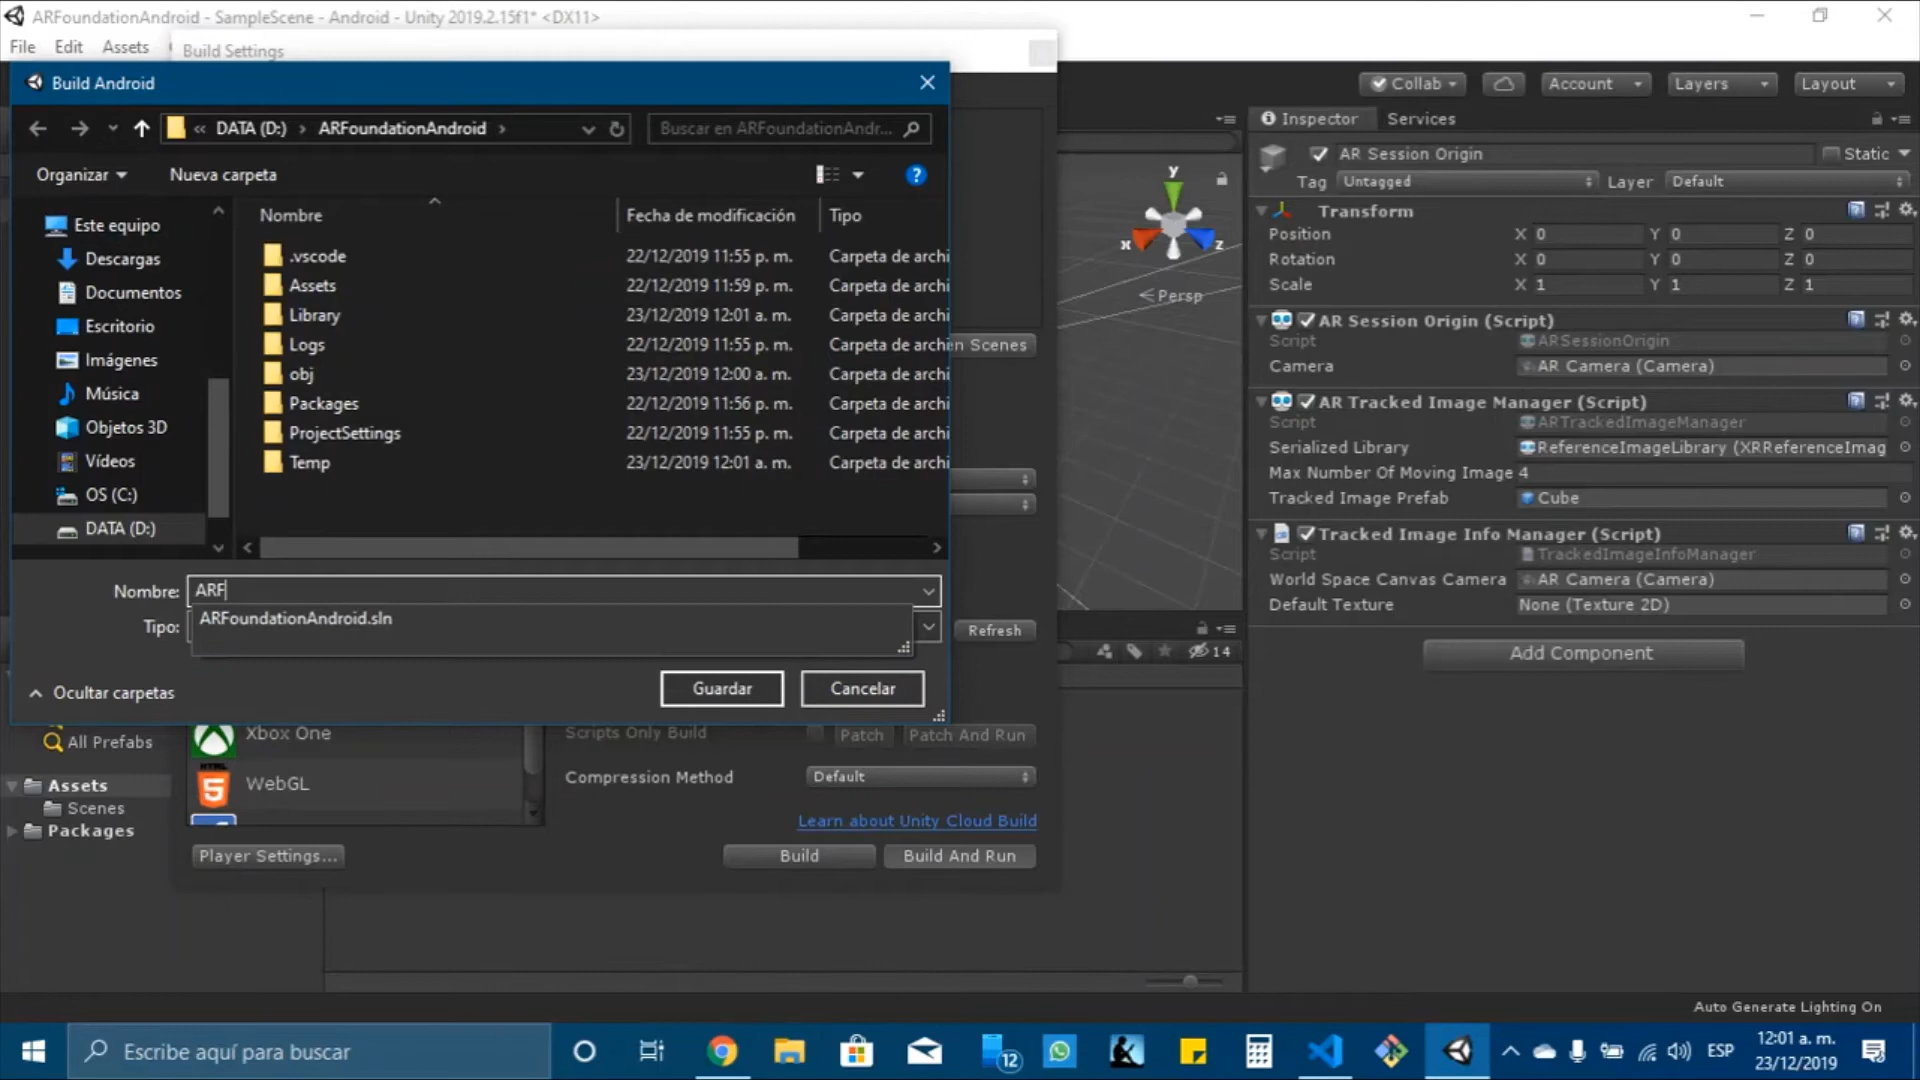 ARFoundationAndroid - SampleScene - Android - Unity 2019.2.15f1* <DX11>
File Edit Assets
Build Settings
Build Android
Collab Account Layers Layout
« DATA (D:) › ARFoundationAndroid ›
Buscar en ARFoundationAndr...
Inspector Services
AR Session Origin Static
Tag Untagged Layer Default
Organizar Nueva carpeta
Este equipo
Descargas
Documentos
Escritorio
Imágenes
Música
Objetos 3D
Vídeos
OS (C:)
DATA (D:)
Nombre Fecha de modificación Tipo
.vscode 22/12/2019 11:55 p. m. Carpeta de archi
Assets 22/12/2019 11:59 p. m. Carpeta de archi
Library 23/12/2019 12:01 a. m. Carpeta de archi
Logs 22/12/2019 11:55 p. m. Carpeta de archi
obj 23/12/2019 12:00 a. m. Carpeta de archi
Packages 22/12/2019 11:56 p. m. Carpeta de archi
ProjectSettings 22/12/2019 11:55 p. m. Carpeta de archi
Temp 23/12/2019 12:01 a. m. Carpeta de archi
Nombre: ARF
ARFoundationAndroid.sln
Tipo:
Ocultar carpetas
Guardar Cancelar
n Scenes
Refresh
y
x z
Persp
14
Transform
Position X 0 Y 0 Z 0
Rotation X 0 Y 0 Z 0
Scale X 1 Y 1 Z 1
AR Session Origin (Script)
Script ARSessionOrigin
Camera AR Camera (Camera)
AR Tracked Image Manager (Script)
Script ARTrackedImageManager
Serialized Library ReferenceImageLibrary (XRReferenceImag
Max Number Of Moving Image 4
Tracked Image Prefab Cube
Tracked Image Info Manager (Script)
Script TrackedImageInfoManager
World Space Canvas Camera AR Camera (Camera)
Default Texture None (Texture 2D)
Add Component
All Prefabs
Assets
Scenes
Packages
Xbox One
HTML
5
WebGL
Scripts Only Build Patch Patch And Run
Compression Method Default
Learn about Unity Cloud Build
Player Settings... Build Build And Run
Auto Generate Lighting On
Escribe aquí para buscar
12
ESP
12:01 a. m.
23/12/2019